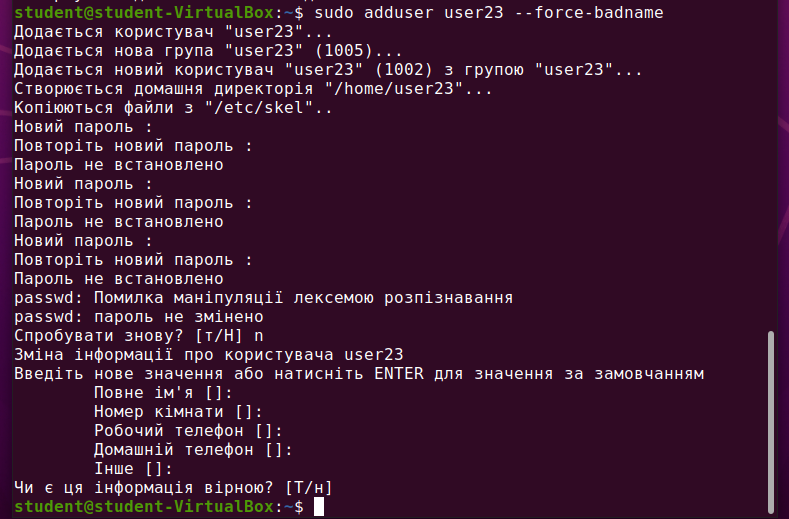 student@student-VirtualBox:~$ sudo adduser user23 --force-badname
Додається користувач "user23"...
Додається нова група "user23" (1005)...
Додається новий користувач "user23" (1002) з групою "user23"...
Створюється домашня директорія "/home/user23"...
Копіюються файли з "/etc/skel"..
Новий пароль :
Повторіть новий пароль :
Пароль не встановлено
Новий пароль :
Повторіть новий пароль :
Пароль не встановлено
Новий пароль :
Повторіть новий пароль :
Пароль не встановлено
passwd: Помилка маніпуляції лексемою розпізнавання
passwd: пароль не змінено
Спробувати знову? [т/Н] n
Зміна інформації про користувача user23
Введіть нове значення або натисніть ENTER для значення за замовчанням
Повне ім'я []:
Номер кімнати []:
Робочий телефон []:
Домашній телефон []:
Інше []:
Чи є ця інформація вірною? [Т/н]
student@student-VirtualBox:~$